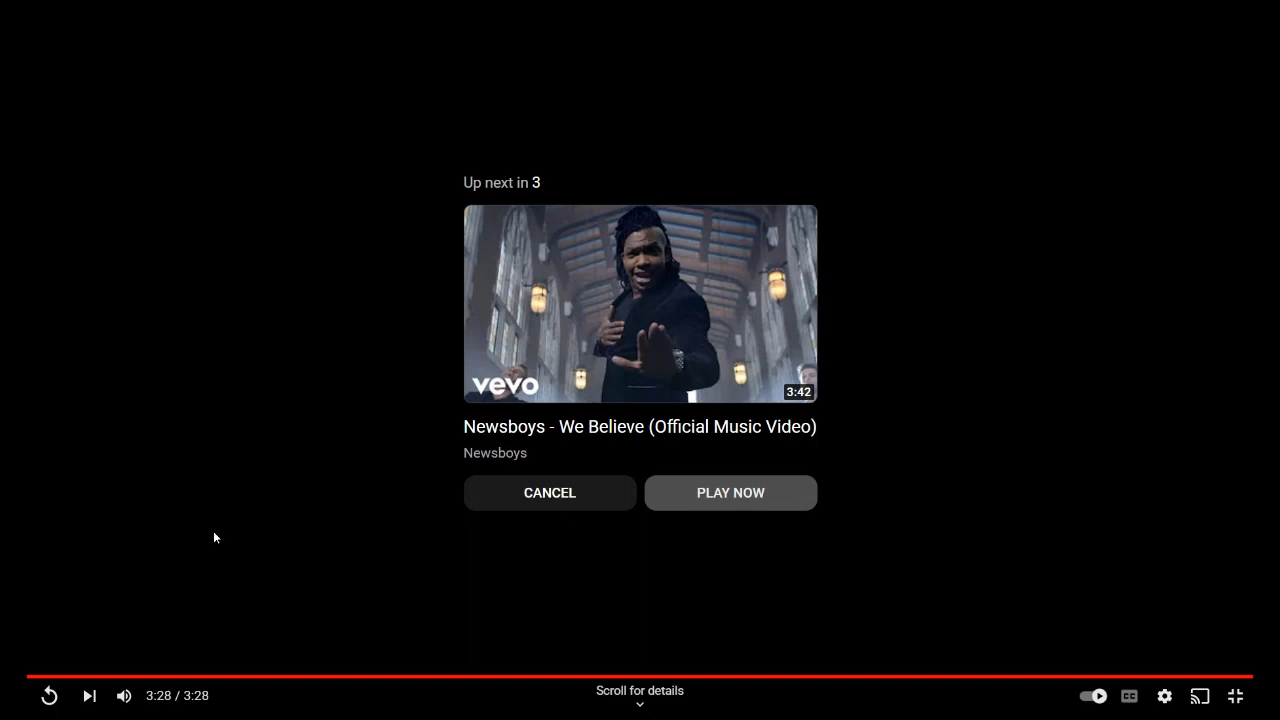 Up next in 3
vevo
3:42
Newsboys - We Believe (Official Music Video)
Newsboys
CANCEL
PLAY NOW
3:28 / 3:28
Scroll for details
CC